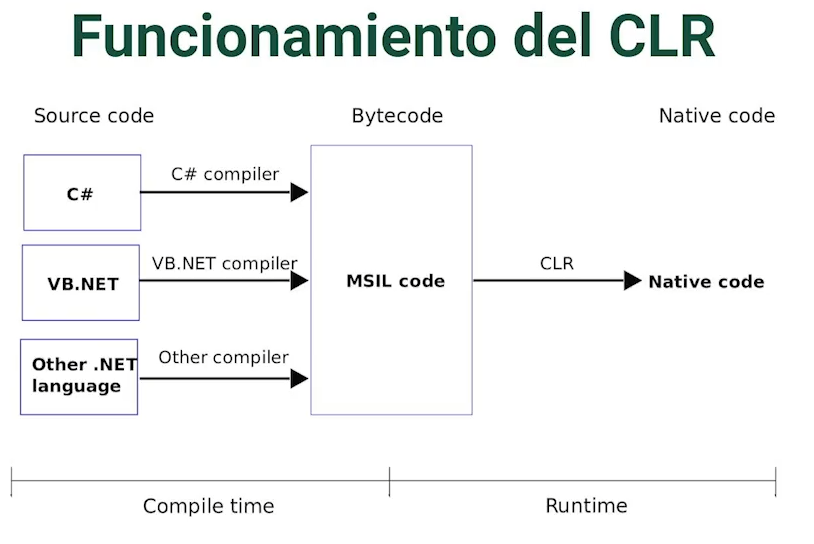 Funcionamiento del CLR
Source code
Bytecode
Native code
C#
C# compiler
VB.NET
VB.NET compiler
Other .NET
language
Other compiler
MSIL code
CLR
Native code
Compile time
Runtime